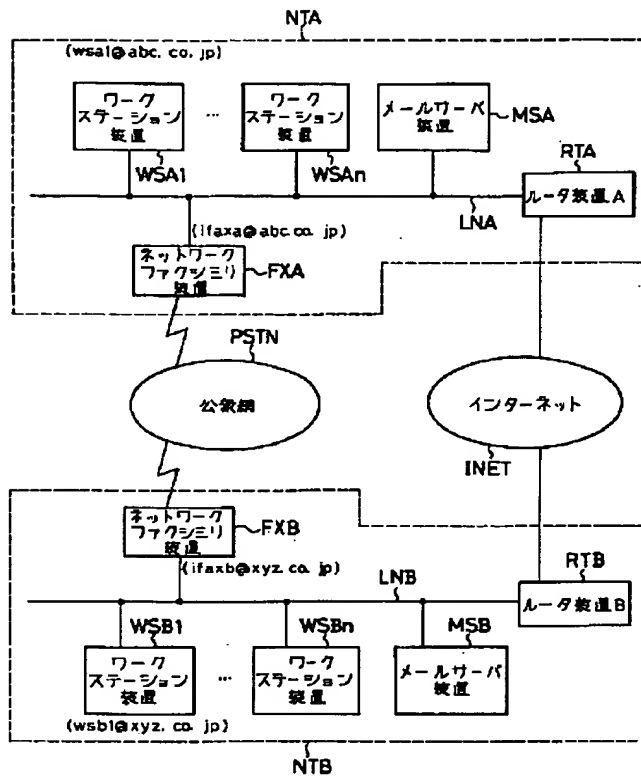 NTA
(wsa1@abc.co.jp)
ワーク
ステーション
装置
...
ワーク
ステーション
装置
メールサーバ
装置
MSA
WSA1
WSAn
RTA
ルータ装置A
LNA
(ifaxa@abc.co.jp)
ネットワーク
ファクシミリ
装置
FXA
PSTN
公衆網
インターネット
INET
ネットワーク
ファクシミリ
装置
FXB
(ifaxb@xyz.co.jp)
RTB
LNB
ルータ装置B
WSB1
WSBn
MSB
ワーク
ステーション
装置
...
ワーク
ステーション
装置
メールサーバ
装置
(wsb1@xyz.co.jp)
NTB